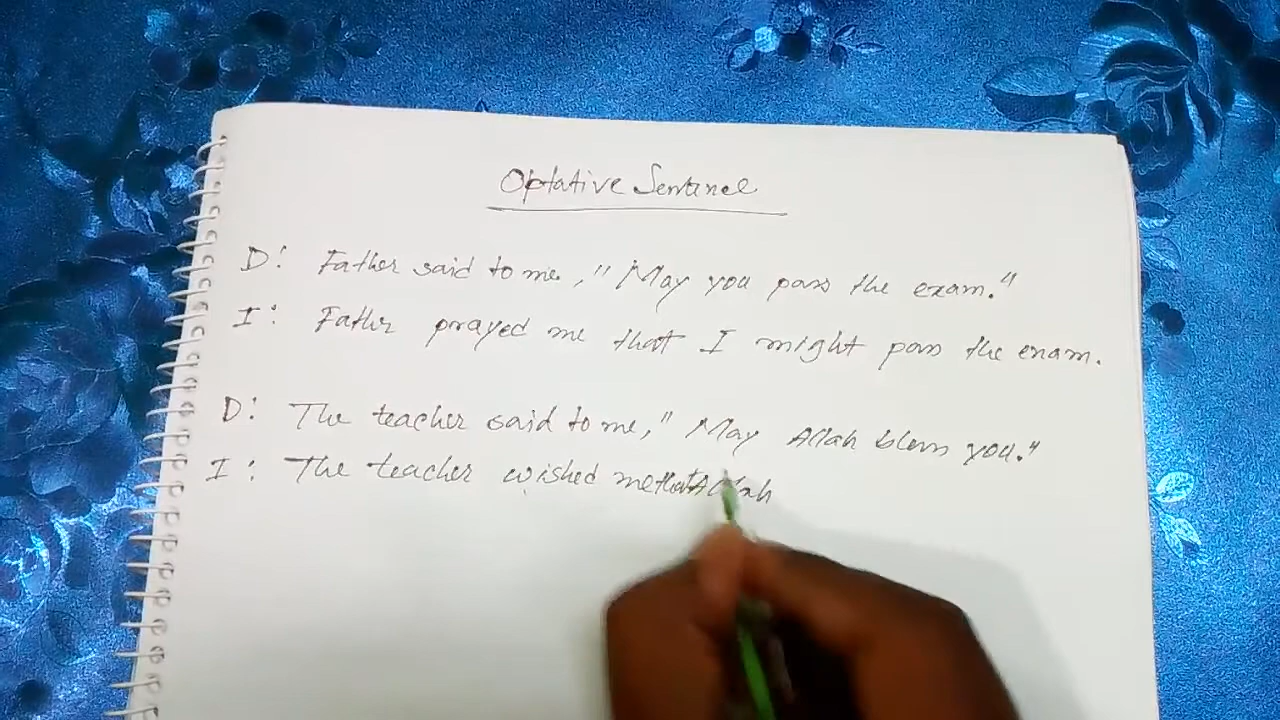 Optative Sentence
D: Father said to me, "May you pass the exam."
I: Father prayed me that I might pass the exam.
D: The teacher said to me, "May Allah bless you."
I: The teacher wished me that Allah